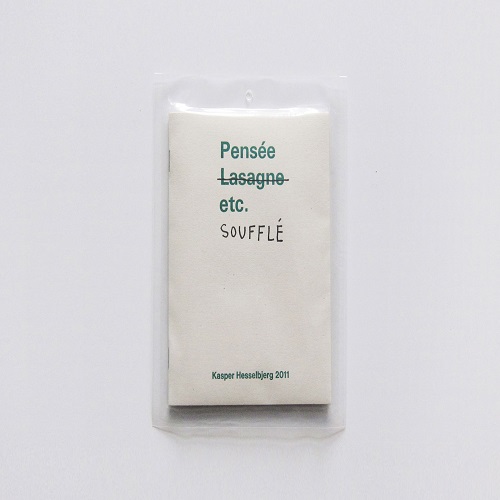 Pensée
Lasagne
etc.
SOUFFLÉ
Kasper Hesselbjerg 2011